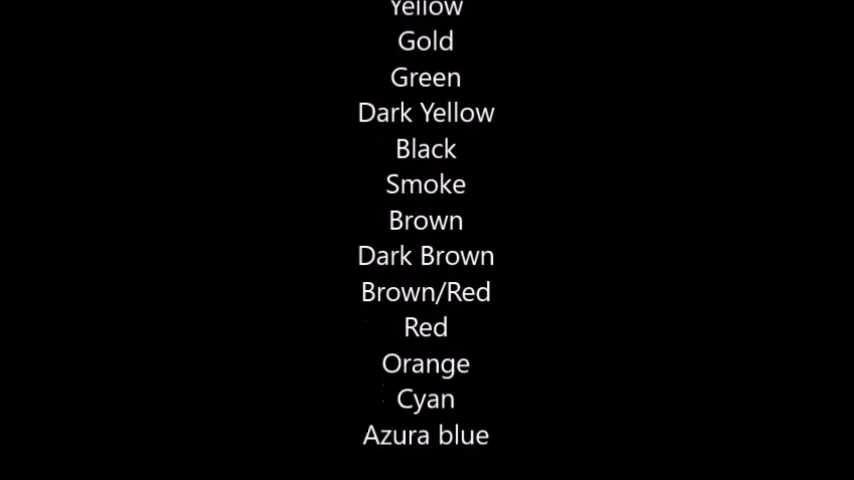 Yellow
Gold
Green
Dark Yellow
Black
Smoke
Brown
Dark Brown
Brown/Red
Red
Orange
Cyan
Azura blue